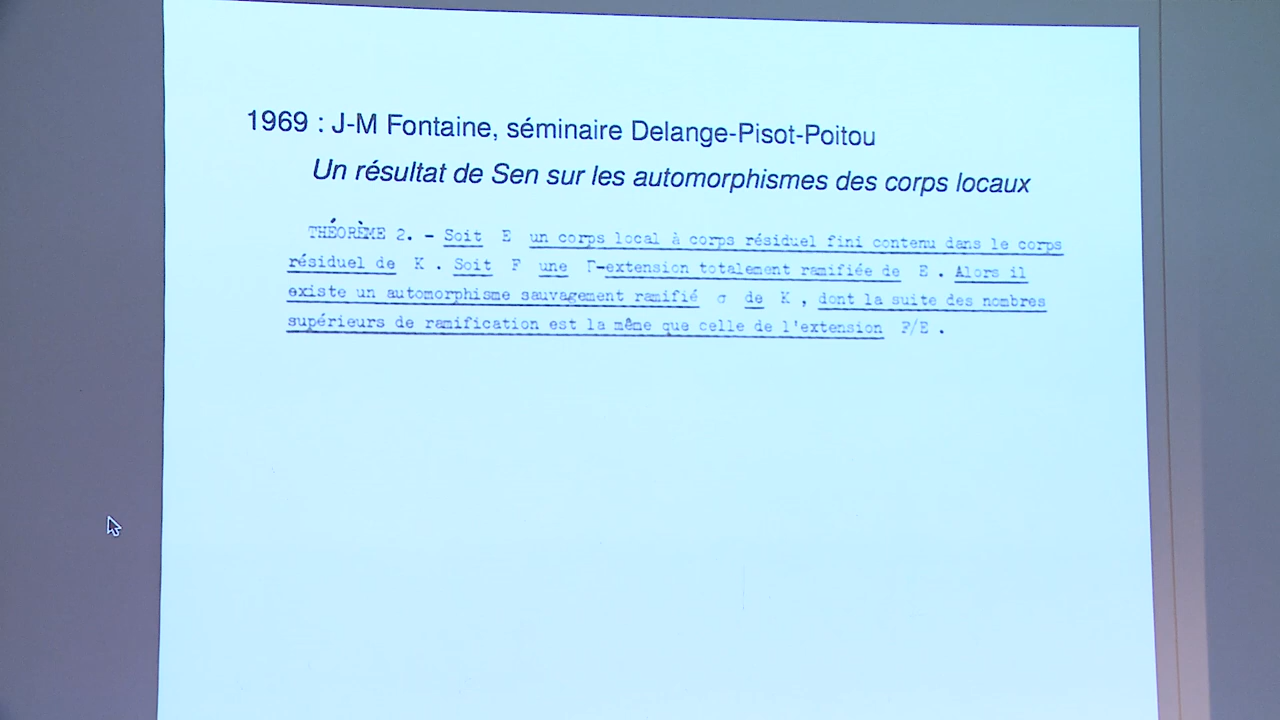 1969 : J-M Fontaine, séminaire Delange-Pisot-Poitou
Un résultat de Sen sur les automorphismes des corps locaux
THÉORÈME 2. - Soit E un corps local à corps résiduel fini contenu dans le corps
résiduel de K . Soit F une Γ-extension totalement ramifiée de E . Alors il
existe un automorphisme sauvagement ramifié σ de K , dont la suite des nombres
supérieurs de ramification est la même que celle de l'extension F/E .